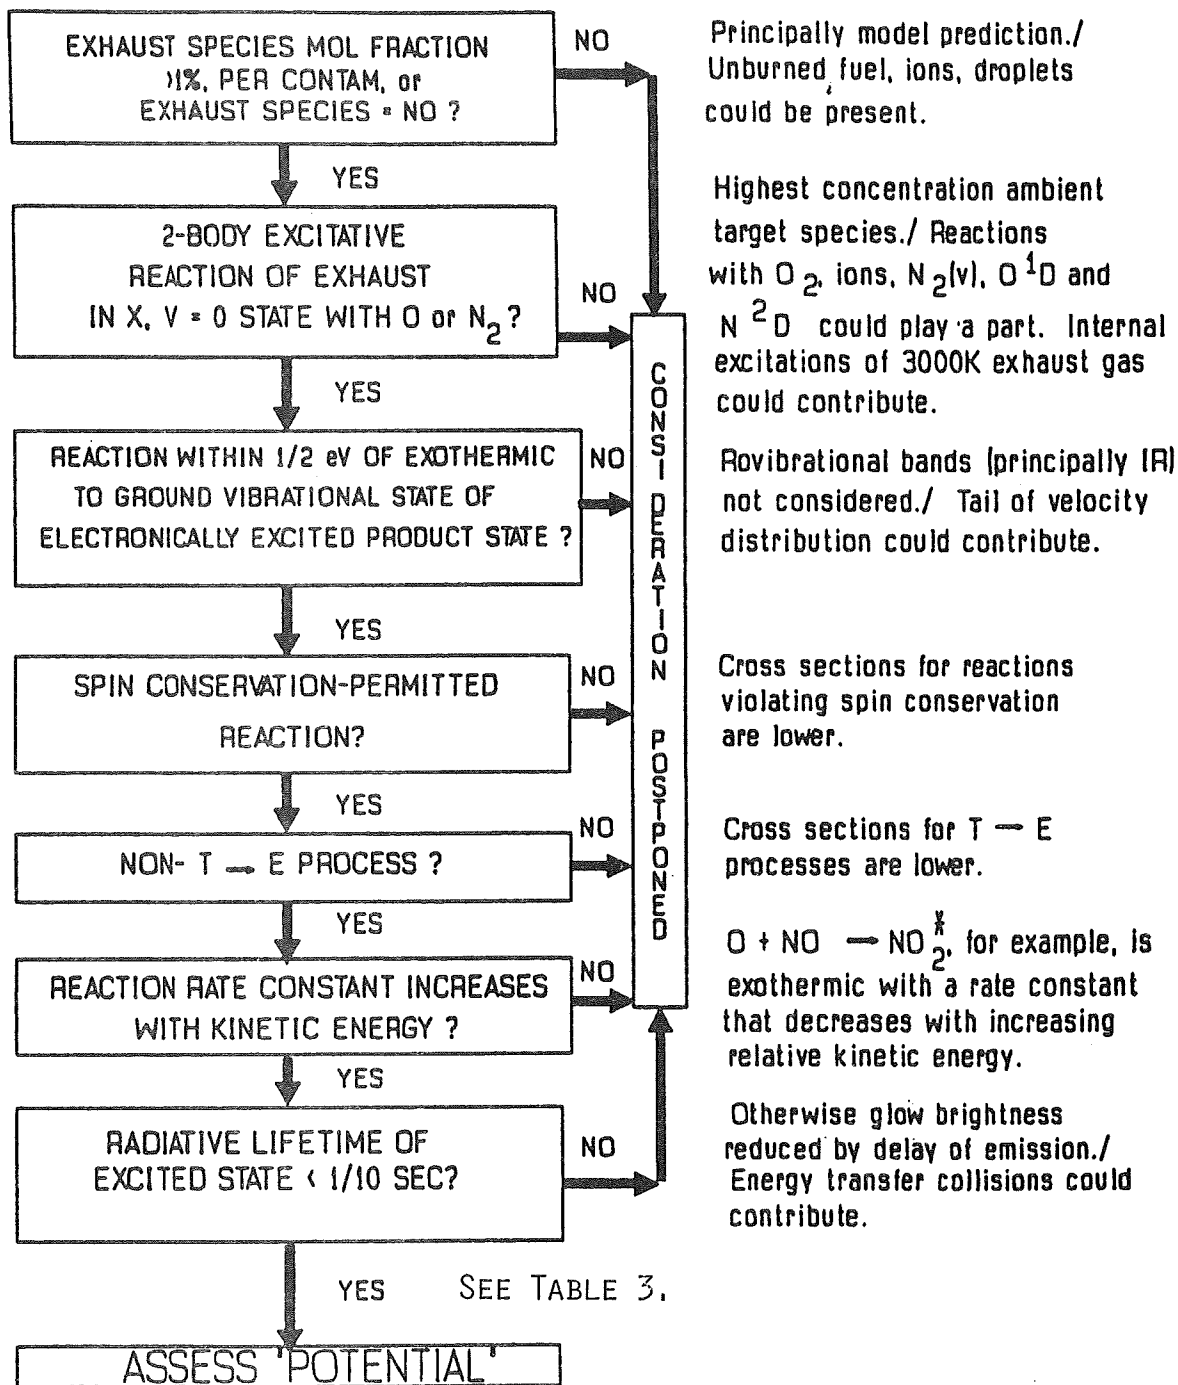 EXHAUST SPECIES MOL FRACTION
>1%, PER CONTAM, or
EXHAUST SPECIES = NO ?
NO
Principally model prediction./
Unburned fuel, ions, droplets
could be present.
YES
2-BODY EXCITATIVE
REACTION OF EXHAUST
IN X, V = 0 STATE WITH O or N2?
NO
Highest concentration ambient
target species./ Reactions
with O2, ions, N2(v), O 1D and
N 2D could play a part. Internal
excitations of 3000K exhaust gas
could contribute.
YES
REACTION WITHIN 1/2 eV OF EXOTHERMIC
TO GROUND VIBRATIONAL STATE OF
ELECTRONICALLY EXCITED PRODUCT STATE ?
NO
Rovibrational bands (principally IR)
not considered./ Tail of velocity
distribution could contribute.
YES
SPIN CONSERVATION-PERMITTED
REACTION?
NO
Cross sections for reactions
violating spin conservation
are lower.
YES
NON- T → E PROCESS ?
NO
Cross sections for T → E
processes are lower.
YES
REACTION RATE CONSTANT INCREASES
WITH KINETIC ENERGY ?
NO
O + NO → NO2*, for example, is
exothermic with a rate constant
that decreases with increasing
relative kinetic energy.
YES
RADIATIVE LIFETIME OF
EXCITED STATE < 1/10 SEC?
NO
Otherwise glow brightness
reduced by delay of emission./
Energy transfer collisions could
contribute.
CONSIDERATION POSTPONED
YES SEE TABLE 3.
ASSESS 'POTENTIAL'